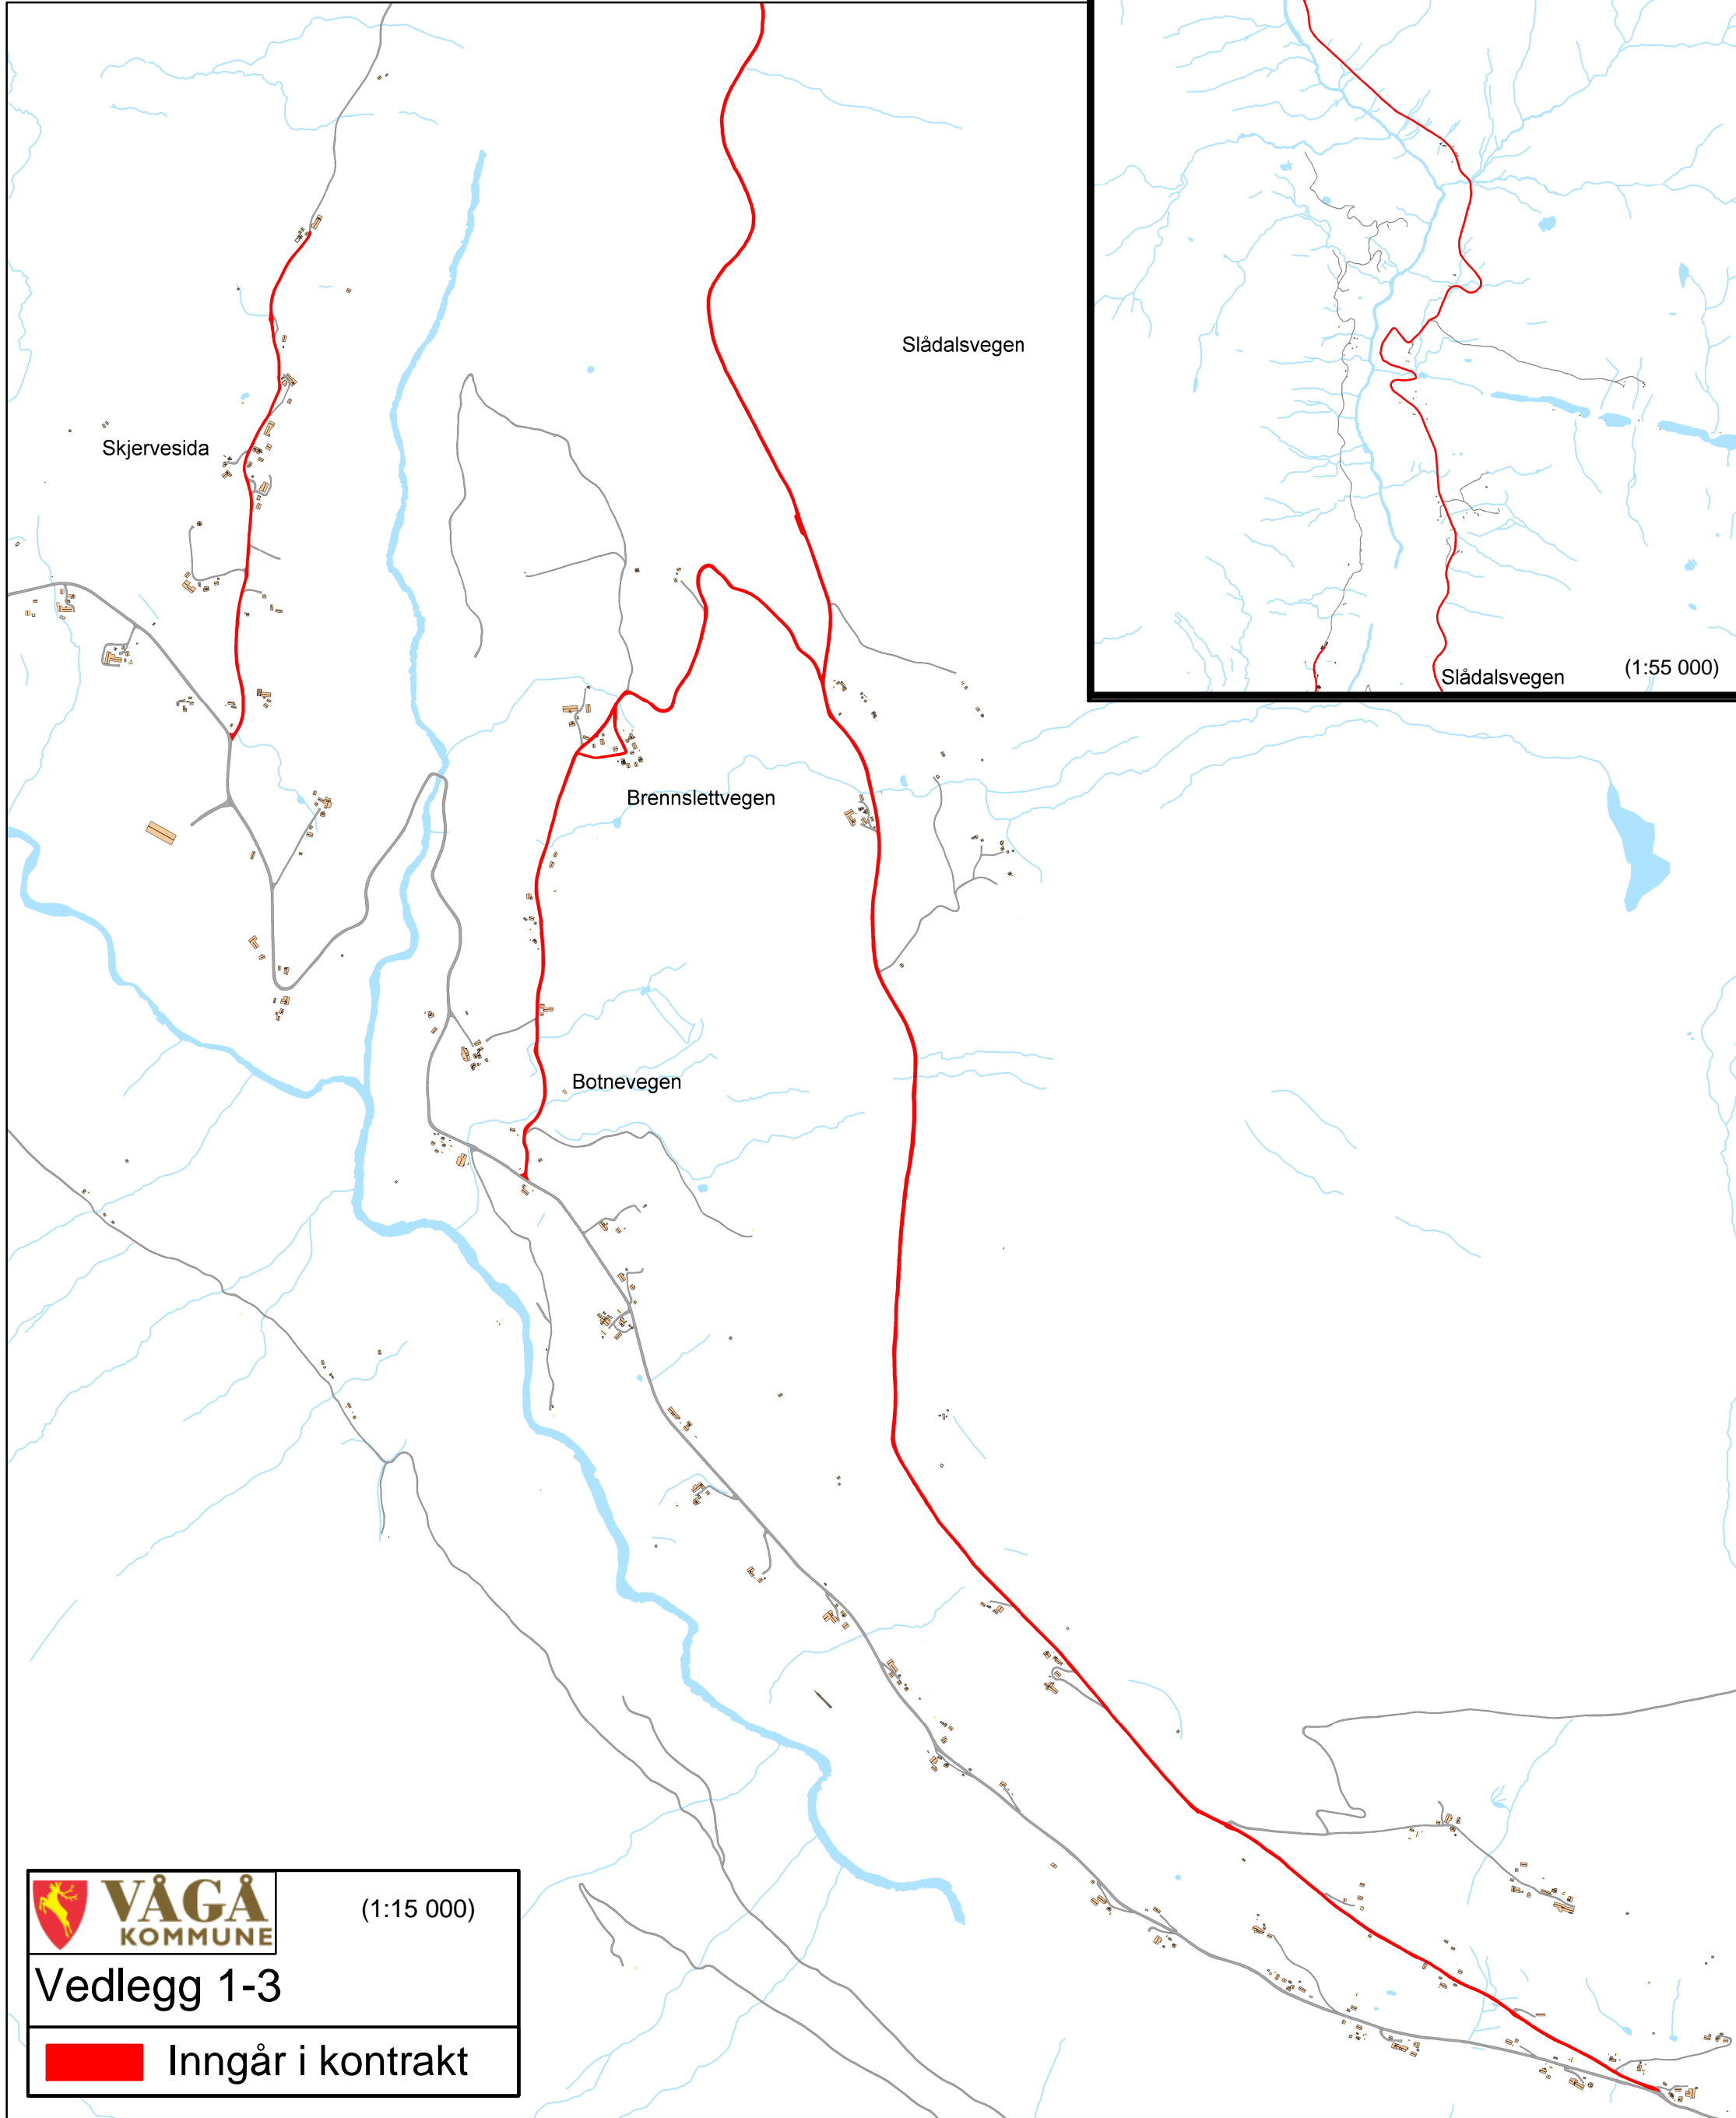 Slådalsvegen
Skjervesida
Slådalsvegen
(1:55 000)
Brennslettvegen
Botnevegen
VÅGÅ
KOMMUNE
(1:15 000)
Vedlegg 1-3
Inngår i kontrakt